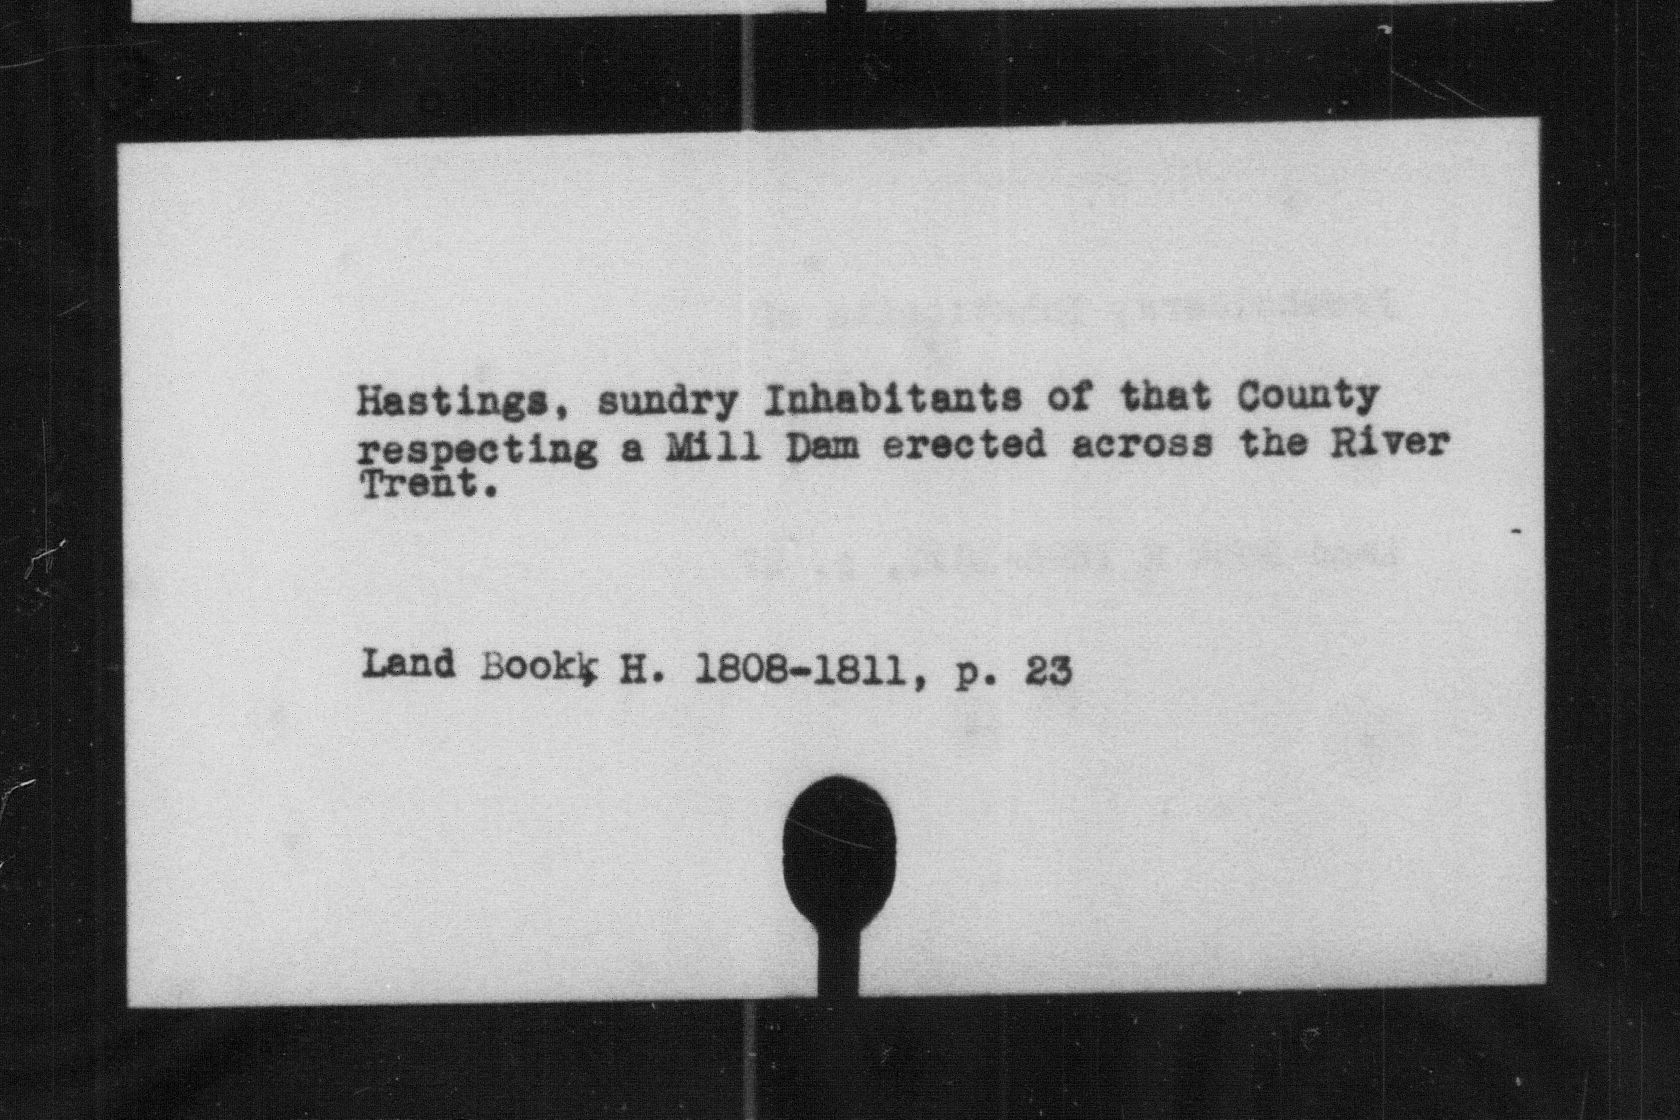 Hastings, sundry Inhabitants of that County
respecting a Mill Dam erected across the River
Trent.
Land Book, H. 1808-1811, p. 23